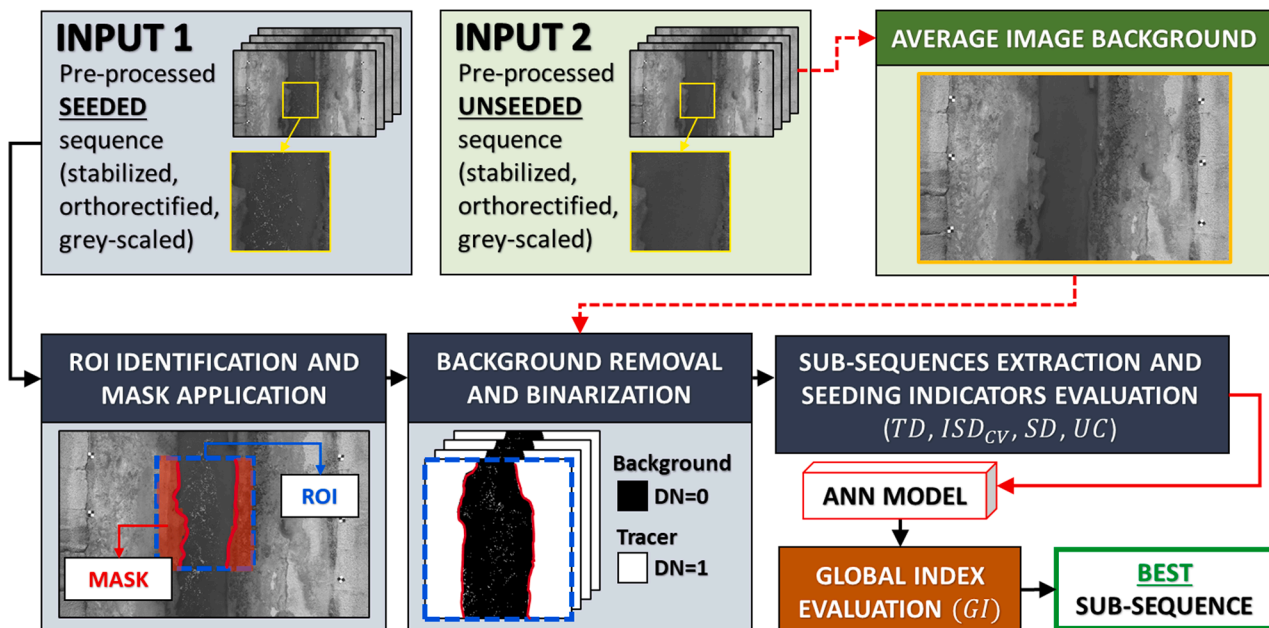 INPUT 1
Pre-processed
SEEDED
sequence
(stabilized,
orthorectified,
grey-scaled)
INPUT 2
Pre-processed
UNSEEDED
sequence
(stabilized,
orthorectified,
grey-scaled)
AVERAGE IMAGE BACKGROUND
ROI IDENTIFICATION AND
MASK APPLICATION
ROI
MASK
BACKGROUND REMOVAL
AND BINARIZATION
Background
DN=0
Tracer
DN=1
SUB-SEQUENCES EXTRACTION AND
SEEDING INDICATORS EVALUATION
(TD, ISD_CV, SD, UC)
ANN MODEL
GLOBAL INDEX
EVALUATION (GI)
BEST
SUB-SEQUENCE